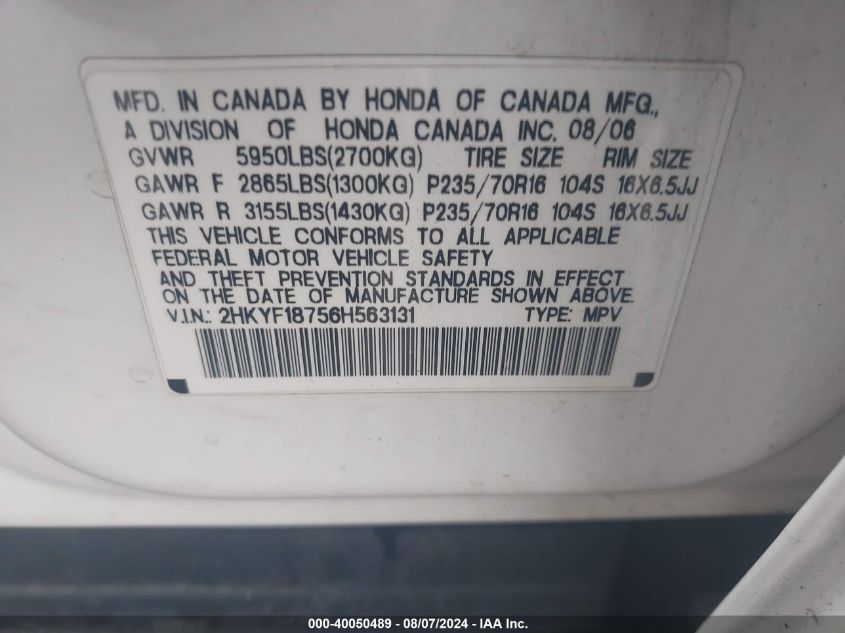 MFD. IN CANADA BY HONDA OF CANADA MFG.,
A DIVISION OF HONDA CANADA INC. 08/06
GVWR 5950LBS(2700KG) TIRE SIZE RIM SIZE
GAWR F 2865LBS(1300KG) P235/70R16 104S 16X6.5JJ
GAWR R 3155LBS(1430KG) P235/70R16 104S 16X6.5JJ
THIS VEHICLE CONFORMS TO ALL APPLICABLE
FEDERAL MOTOR VEHICLE SAFETY
AND THEFT PREVENTION STANDARDS IN EFFECT
ON THE DATE OF MANUFACTURE SHOWN ABOVE.
V.I.N.: 2HKYF18756H563131 TYPE: MPV
000-40050489 - 08/07/2024 - IAA Inc.